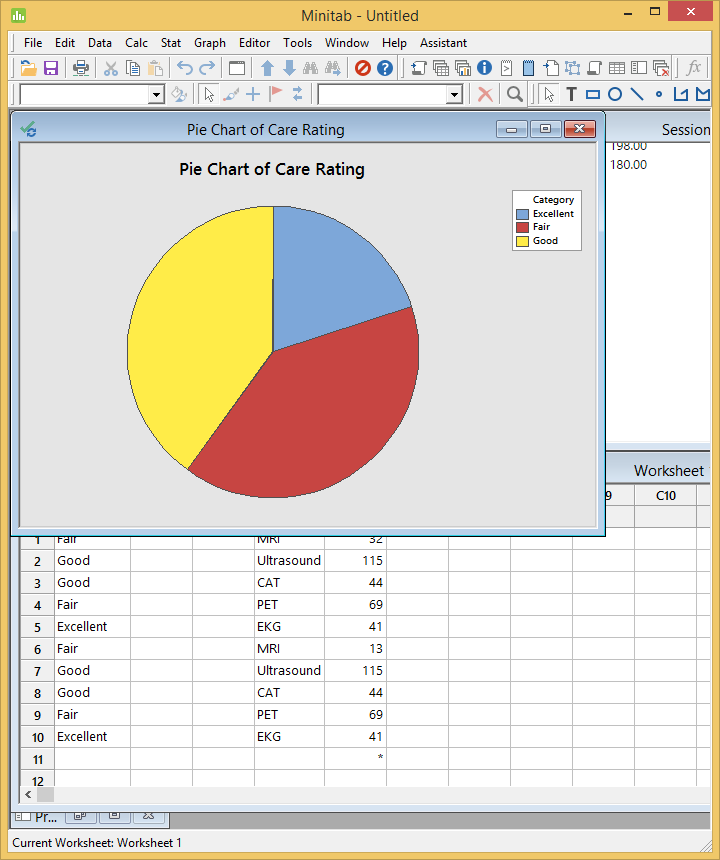 Minitab - Untitled
File Edit Data Calc Stat Graph Editor Tools Window Help Assistant
Pie Chart of Care Rating
Session
198.00
180.00
Pie Chart of Care Rating
Category
Excellent
Fair
Good
Worksheet
9 C10
1 Fair MRI 32
2 Good Ultrasound 115
3 Good CAT 44
4 Fair PET 69
5 Excellent EKG 41
6 Fair MRI 13
7 Good Ultrasound 115
8 Good CAT 44
9 Fair PET 69
10 Excellent EKG 41
11 *
12
Pr...
Current Worksheet: Worksheet 1